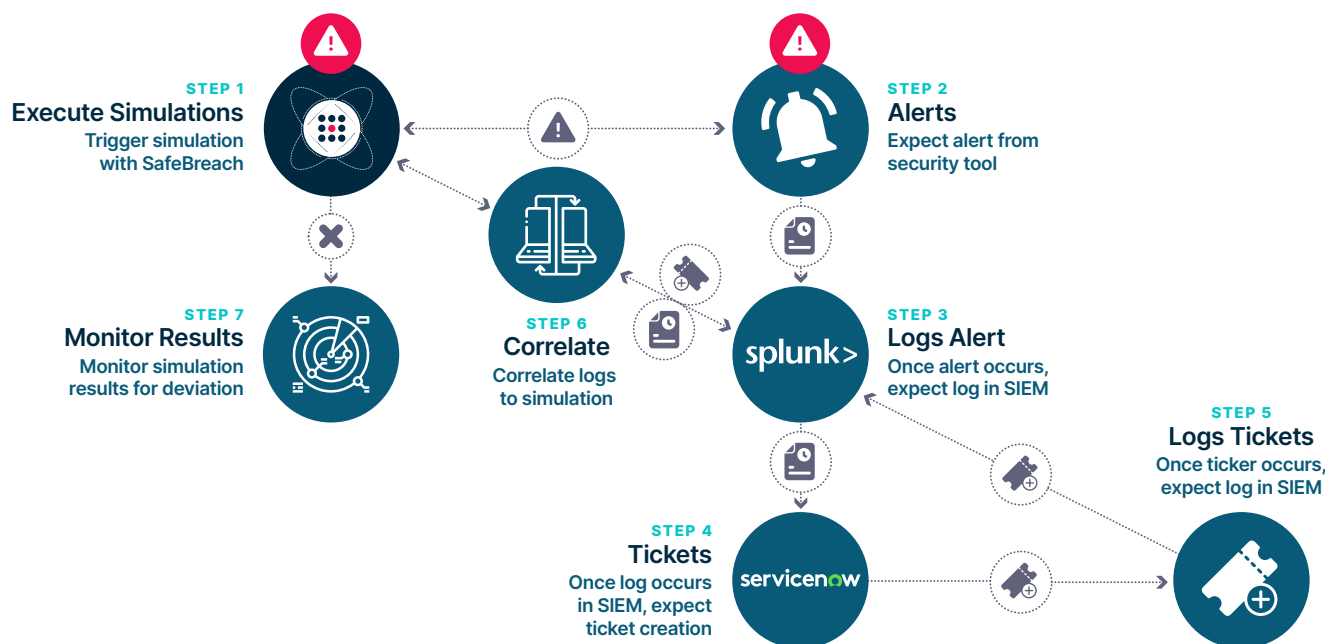 STEP 1
Execute Simulations
Trigger simulation
with SafeBreach
STEP 2
Alerts
Expect alert from
security tool
STEP 7
Monitor Results
Monitor simulation
results for deviation
STEP 6
Correlate
Correlate logs
to simulation
splunk>
STEP 3
Logs Alert
Once alert occurs,
expect log in SIEM
STEP 5
Logs Tickets
Once ticker occurs,
expect log in SIEM
STEP 4
Tickets
Once log occurs
in SIEM, expect
ticket creation
servicenow